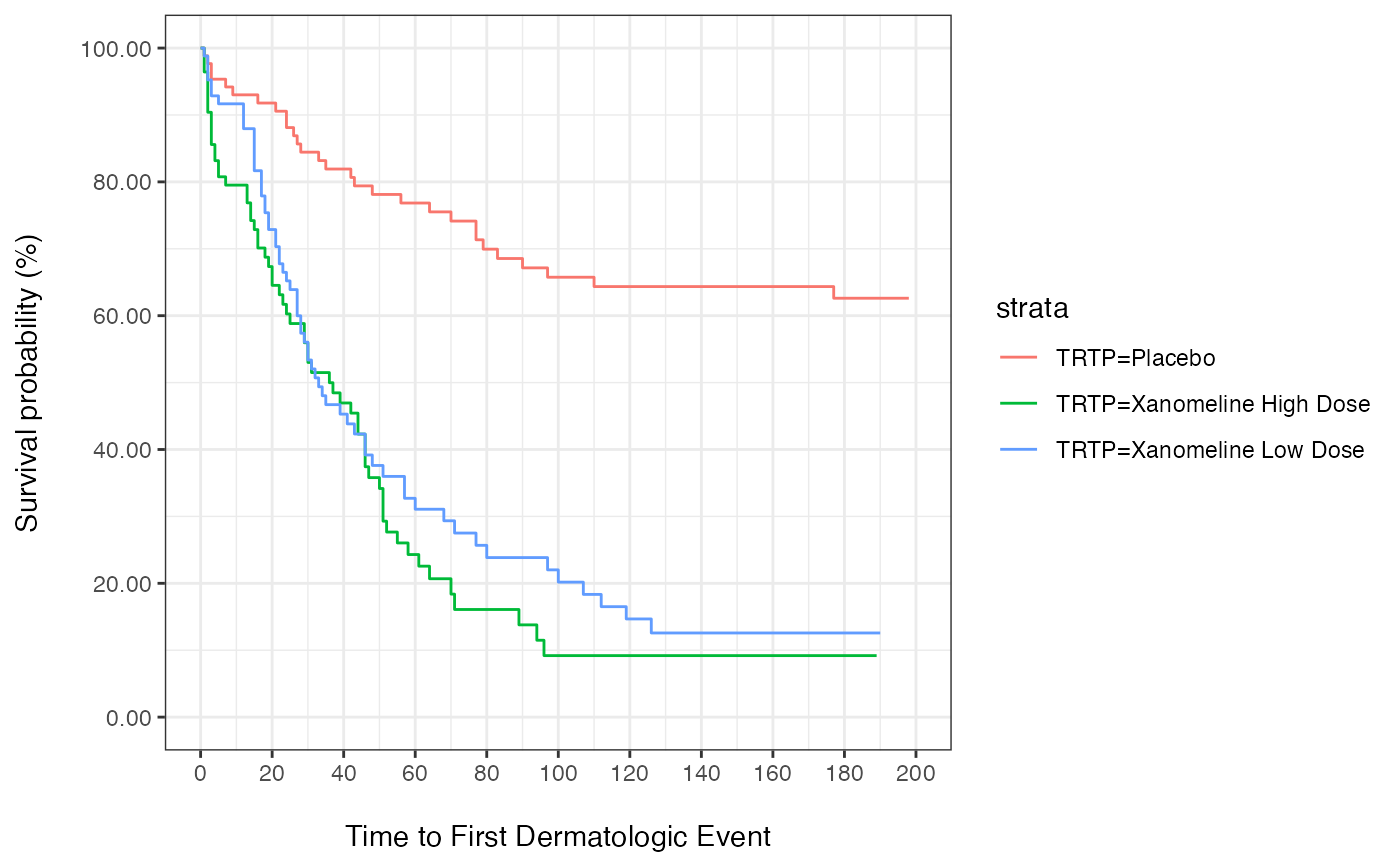 Survival probability (%)
100.00
80.00
60.00
40.00
20.00
0.00
0 20 40 60 80 100 120 140 160 180 200
Time to First Dermatologic Event
strata
TRTP=Placebo
TRTP=Xanomeline High Dose
TRTP=Xanomeline Low Dose